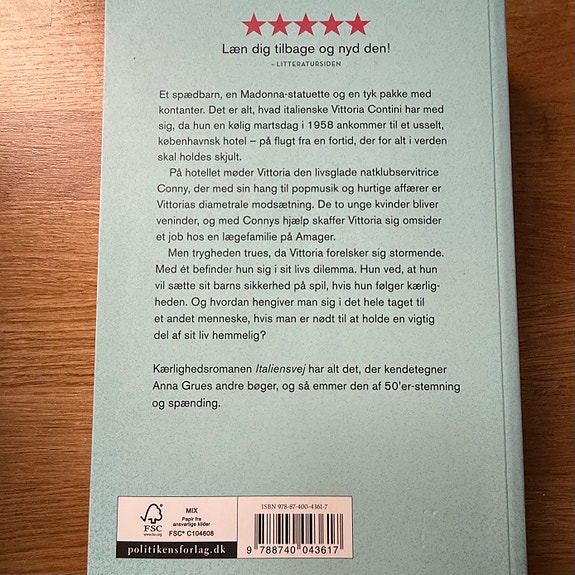 Læn dig tilbage og nyd den!
– LITTERATURSIDEN
Et spædbarn, en Madonna-statuette og en tyk pakke med
kontanter. Det er alt, hvad italienske Vittoria Contini har med
sig, da hun en kølig martsdag i 1958 ankommer til et usselt,
københavnsk hotel – på flugt fra en fortid, der for alt i verden
skal holdes skjult.
På hotellet møder Vittoria den livsglade natklubservitrice
Conny, der med sin hang til popmusik og hurtige affærer er
Vittorias diametrale modsætning. De to unge kvinder bliver
veninder, og med Connys hjælp skaffer Vittoria sig omsider
et job hos en lægefamilie på Amager.
Men trygheden trues, da Vittoria forelsker sig stormende.
Med ét befinder hun sig i sit livs dilemma. Hun ved, at hun
vil sætte sit barns sikkerhed på spil, hvis hun følger kærlig-
heden. Og hvordan hengiver man sig i det hele taget til
et andet menneske, hvis man er nødt til at holde en vigtig
del af sit liv hemmelig?
Kærlighedsromanen Italiensvej har alt det, der kendetegner
Anna Grues andre bøger, og så emmer den af 50'er-stemning
og spænding.
FSC
www.fsc.org
MIX
Papir fra
ansvarlige kilder
FSC® C104608
politikensforlag.dk
ISBN 978-87-400-4361-7
9 788740 043617